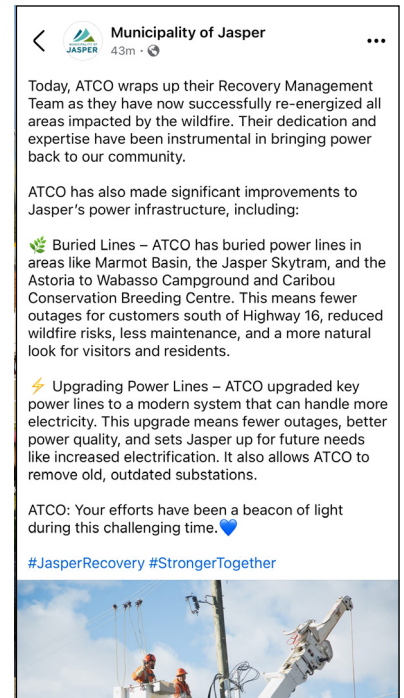 Municipality of Jasper
MUNICIPALITY OF
JASPER
43m ·
Today, ATCO wraps up their Recovery Management
Team as they have now successfully re-energized all
areas impacted by the wildfire. Their dedication and
expertise have been instrumental in bringing power
back to our community.
ATCO has also made significant improvements to
Jasper's power infrastructure, including:
🌿 Buried Lines – ATCO has buried power lines in
areas like Marmot Basin, the Jasper Skytram, and the
Astoria to Wabasso Campground and Caribou
Conservation Breeding Centre. This means fewer
outages for customers south of Highway 16, reduced
wildfire risks, less maintenance, and a more natural
look for visitors and residents.
⚡ Upgrading Power Lines – ATCO upgraded key
power lines to a modern system that can handle more
electricity. This upgrade means fewer outages, better
power quality, and sets Jasper up for future needs
like increased electrification. It also allows ATCO to
remove old, outdated substations.
ATCO: Your efforts have been a beacon of light
during this challenging time.💙
#JasperRecovery #StrongerTogether